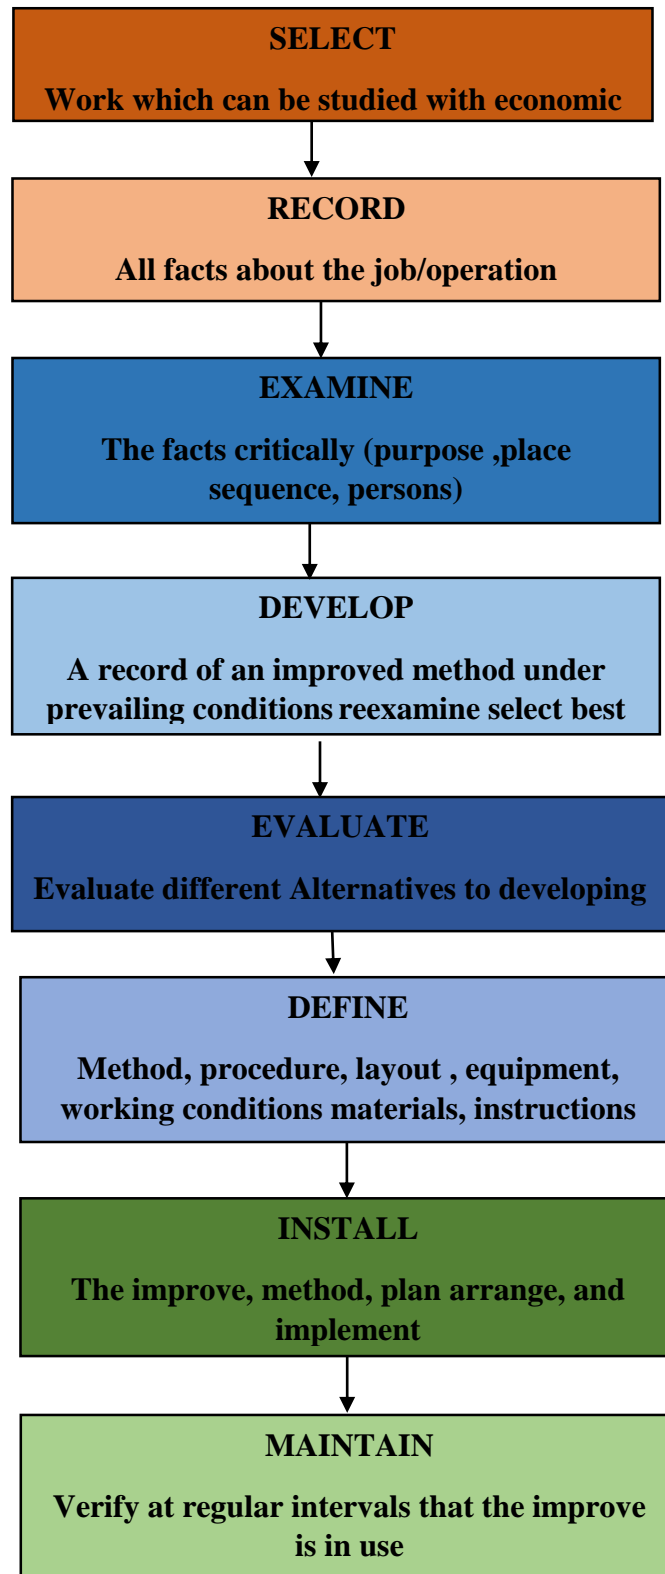 SELECT
Work which can be studied with economic
RECORD
All facts about the job/operation
EXAMINE
The facts critically (purpose ,place
sequence, persons)
DEVELOP
A record of an improved method under
prevailing conditions reexamine select best
EVALUATE
Evaluate different Alternatives to developing
DEFINE
Method, procedure, layout , equipment,
working conditions materials, instructions
INSTALL
The improve, method, plan arrange, and
implement
MAINTAIN
Verify at regular intervals that the improve
is in use